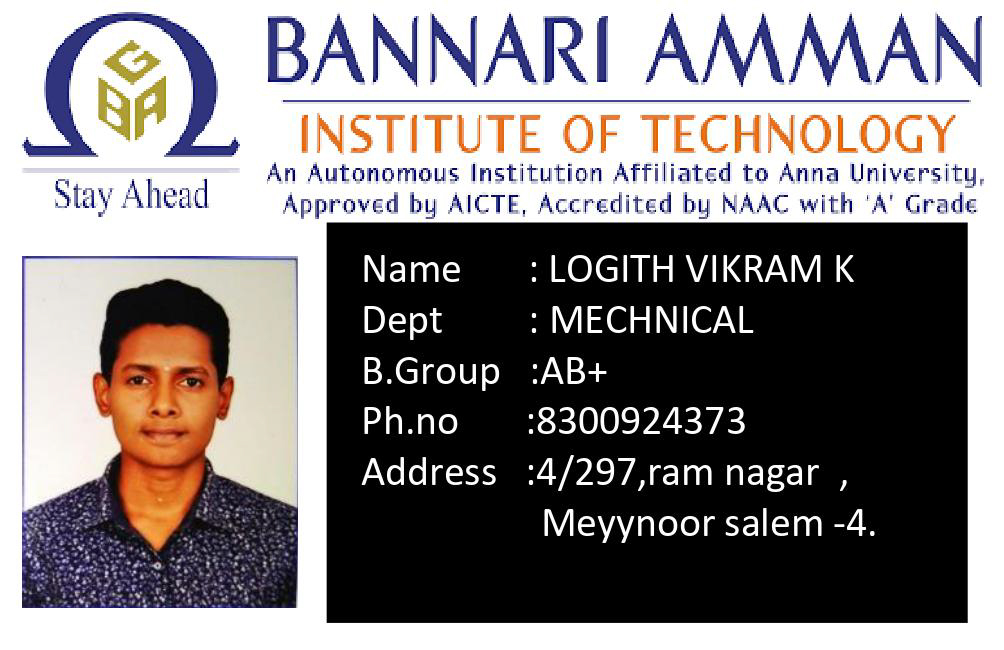 GBA
Stay Ahead
BANNARI AMMAN
INSTITUTE OF TECHNOLOGY
An Autonomous Institution Affiliated to Anna University,
Approved by AICTE, Accredited by NAAC with 'A' Grade
Name : LOGITH VIKRAM K
Dept : MECHNICAL
B.Group :AB+
Ph.no :8300924373
Address :4/297,ram nagar ,
Meyynoor salem -4.